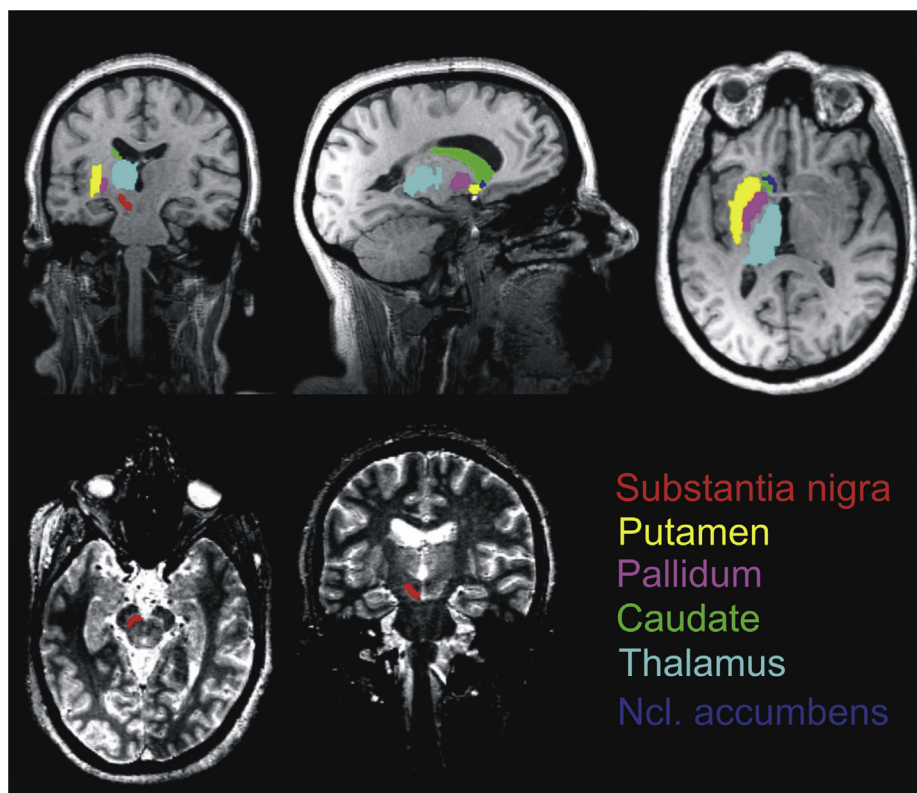 Substantia nigra
Putamen
Pallidum
Caudate
Thalamus
Ncl. accumbens